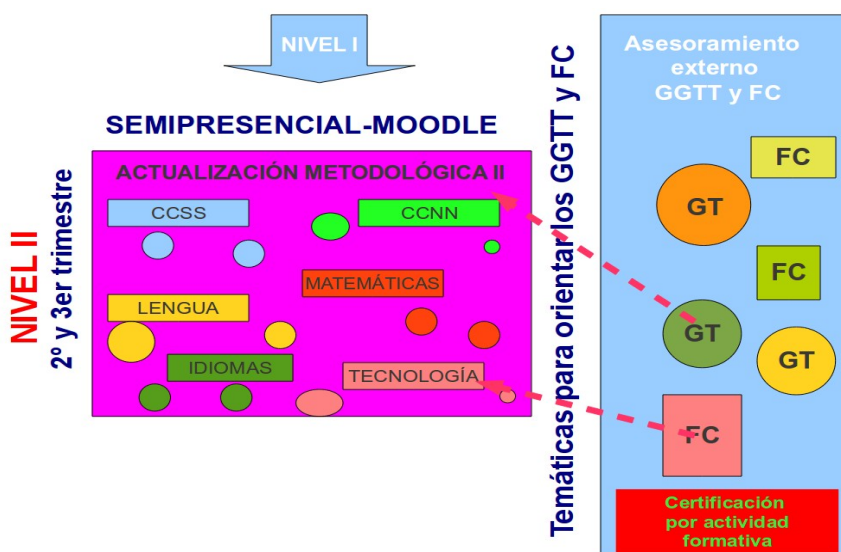 NIVEL I
SEMIPRESENCIAL-MOODLE
NIVEL II
2º y 3er trimestre
ACTUALIZACIÓN METODOLÓGICA II
CCSS
CCNN
MATEMÁTICAS
LENGUA
IDIOMAS
TECNOLOGÍA
Temáticas para orientar los GGTT y FC
Asesoramiento
externo
GGTT y FC
FC
GT
FC
GT
GT
FC
Certificación
por actividad
formativa